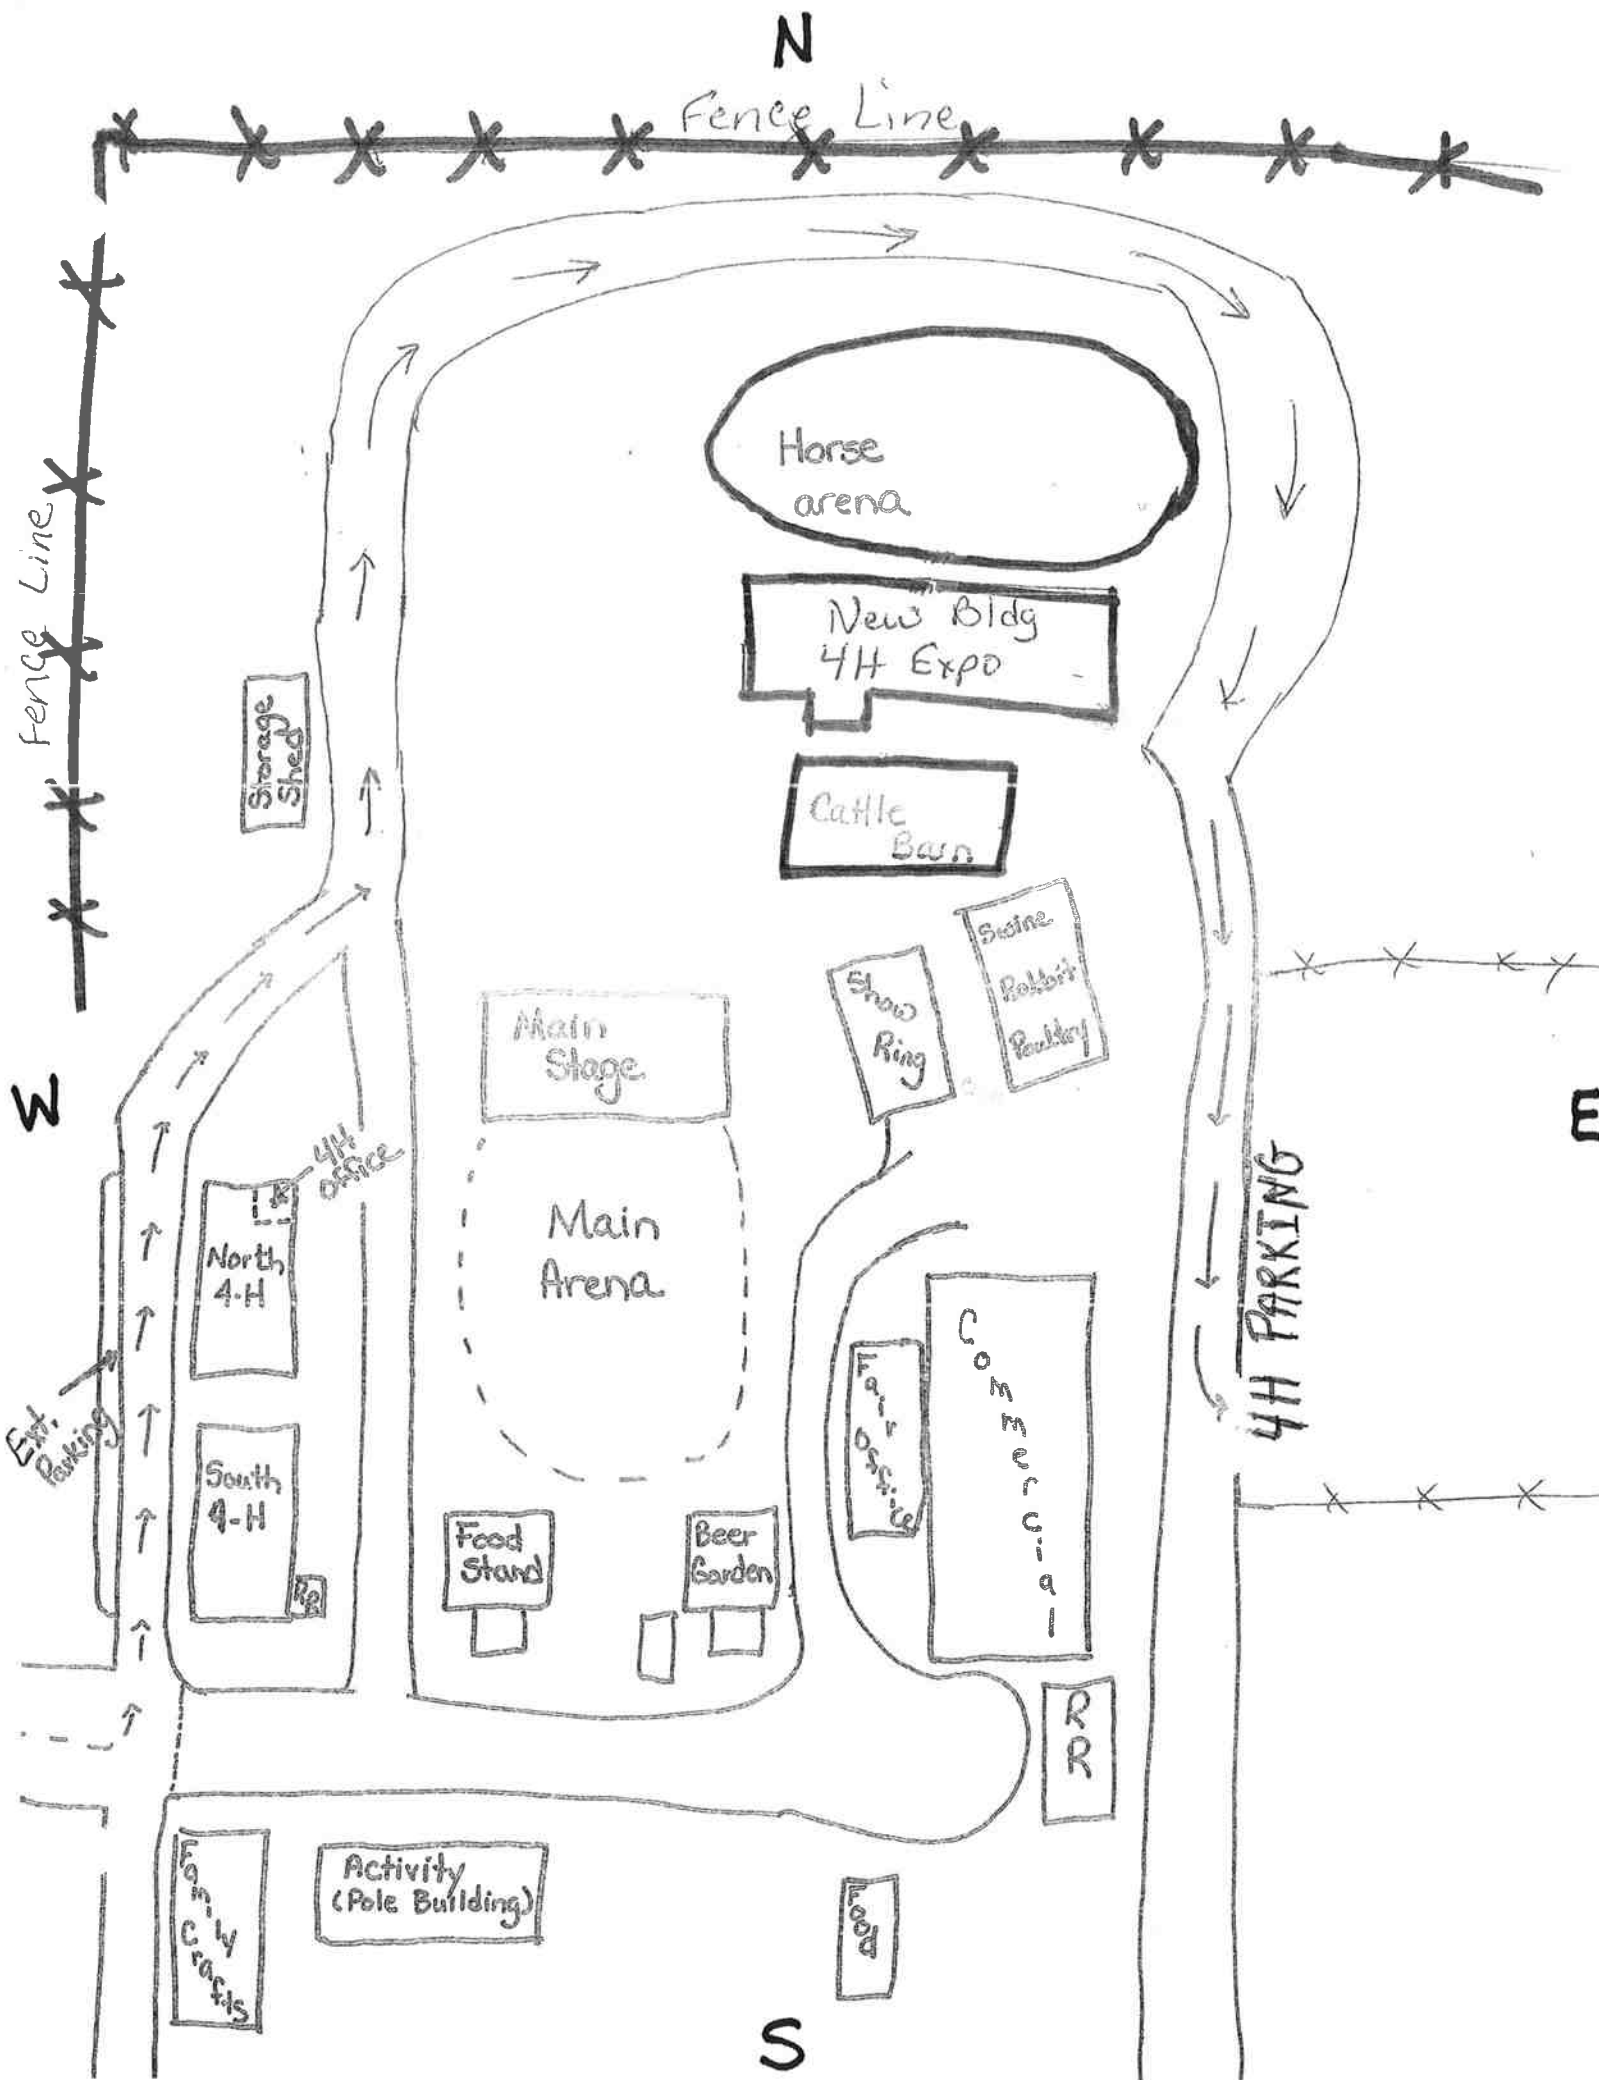 N
Fence Line
Fence Line
Horse
arena
New Bldg
4H Expo
Storage
Shed
Cattle
Barn
Swine
Rabbit
Poultry
Show
Ring
Main
Stage
W
E
4H
office
Main
Arena
North
4-H
4H PARKING
Commercial
Fair Office
Ext.
Parking
South
4-H
RR
Food
Stand
Beer
Garden
R
R
Family Crafts
Activity
(Pole Building)
Food
S